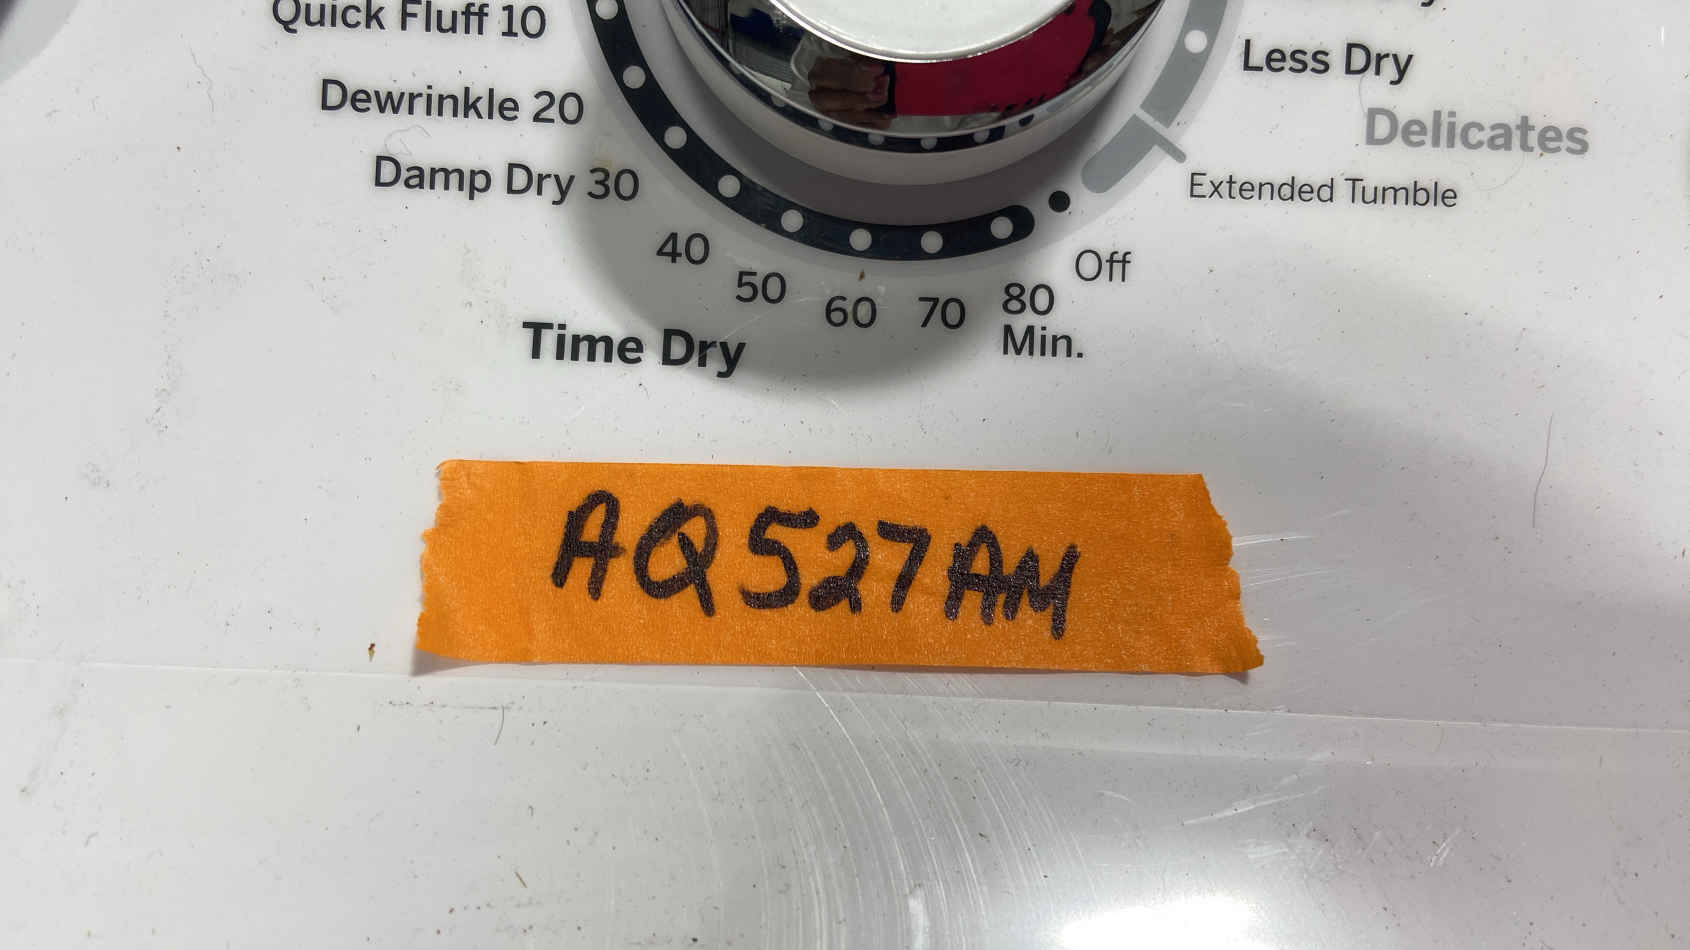 Quick Fluff 10
Dewrinkle 20
Damp Dry 30
40
50
60
70
80
Min.
Time Dry
Off
Less Dry
Delicates
Extended Tumble
AQ527AM